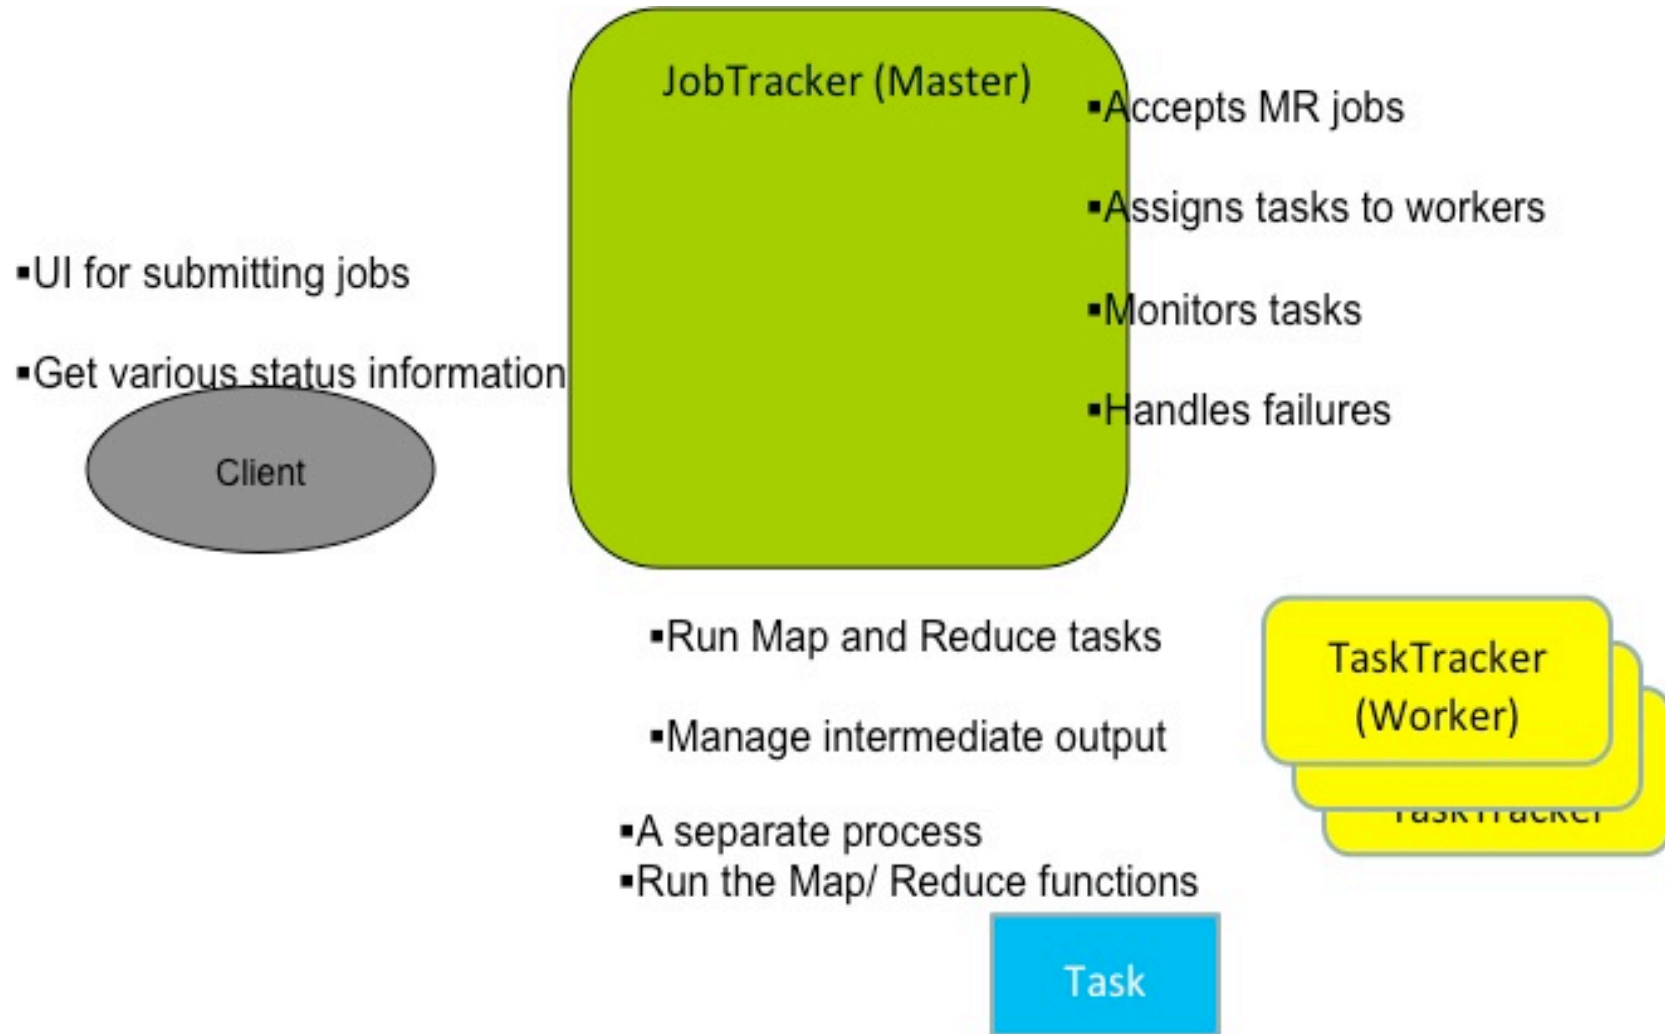 JobTracker (Master)
▪Accepts MR jobs
▪Assigns tasks to workers
▪Monitors tasks
▪Handles failures
▪UI for submitting jobs
▪Get various status information
Client
▪Run Map and Reduce tasks
▪Manage intermediate output
TaskTracker
(Worker)
TaskTracker
▪A separate process
▪Run the Map/ Reduce functions
Task